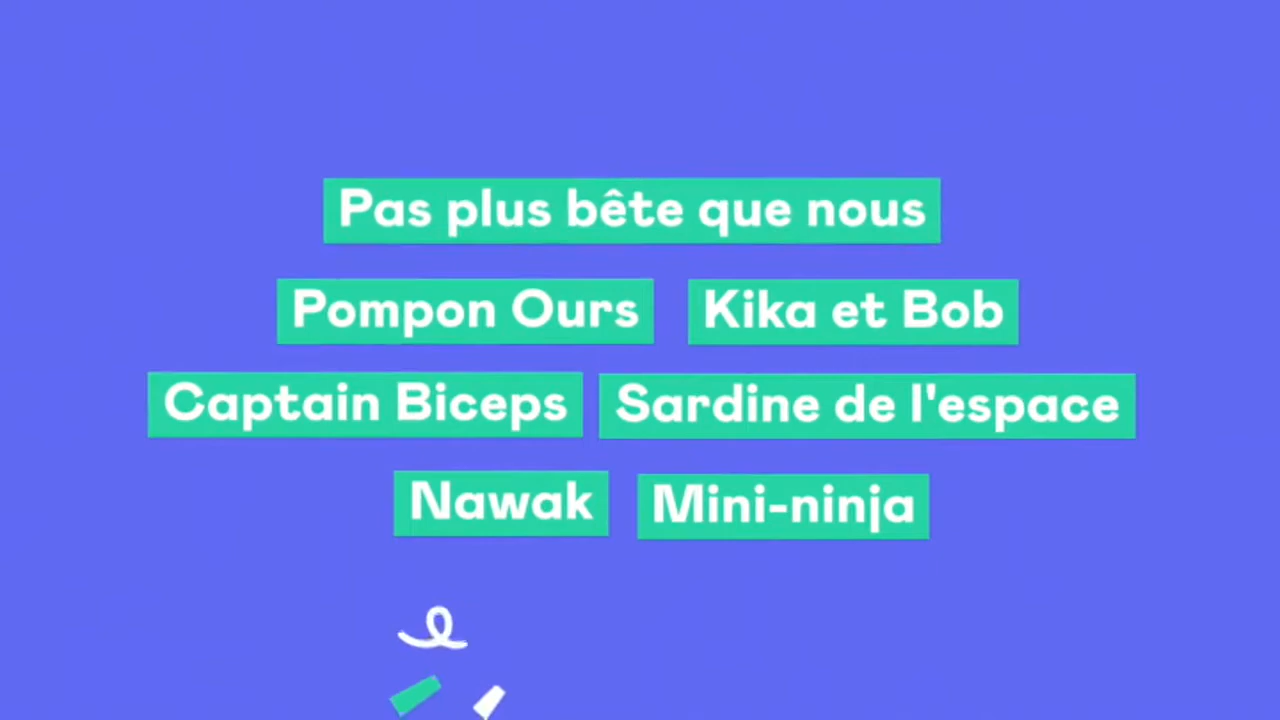 Pas plus bête que nous
Pompon Ours Kika et Bob
Captain Biceps Sardine de l'espace
Nawak Mini-ninja